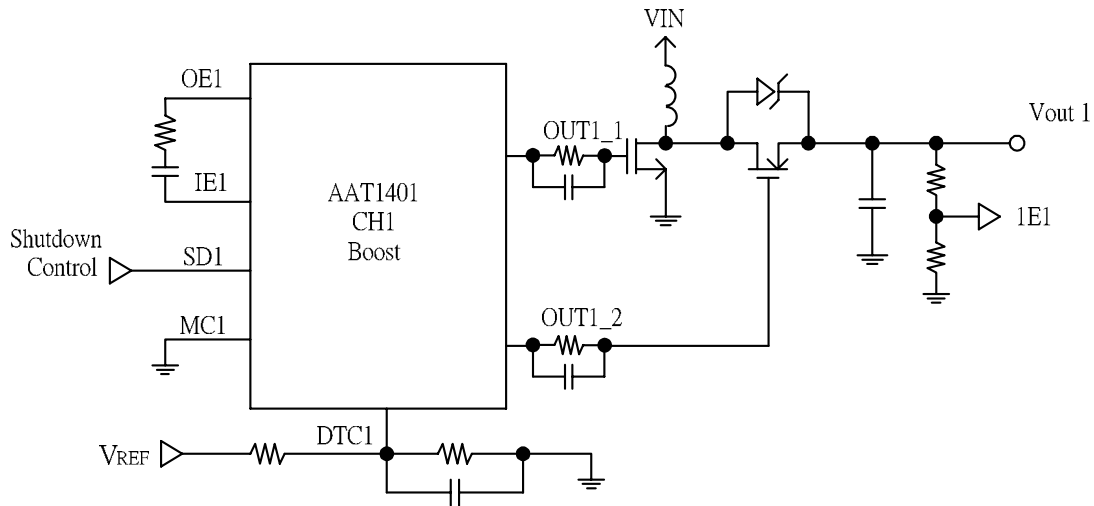 VIN
OE1
Vout 1
OUT1_1
IE1
AAT1401
CH1
Boost
1E1
Shutdown
Control
SD1
MC1
OUT1_2
DTC1
VREF